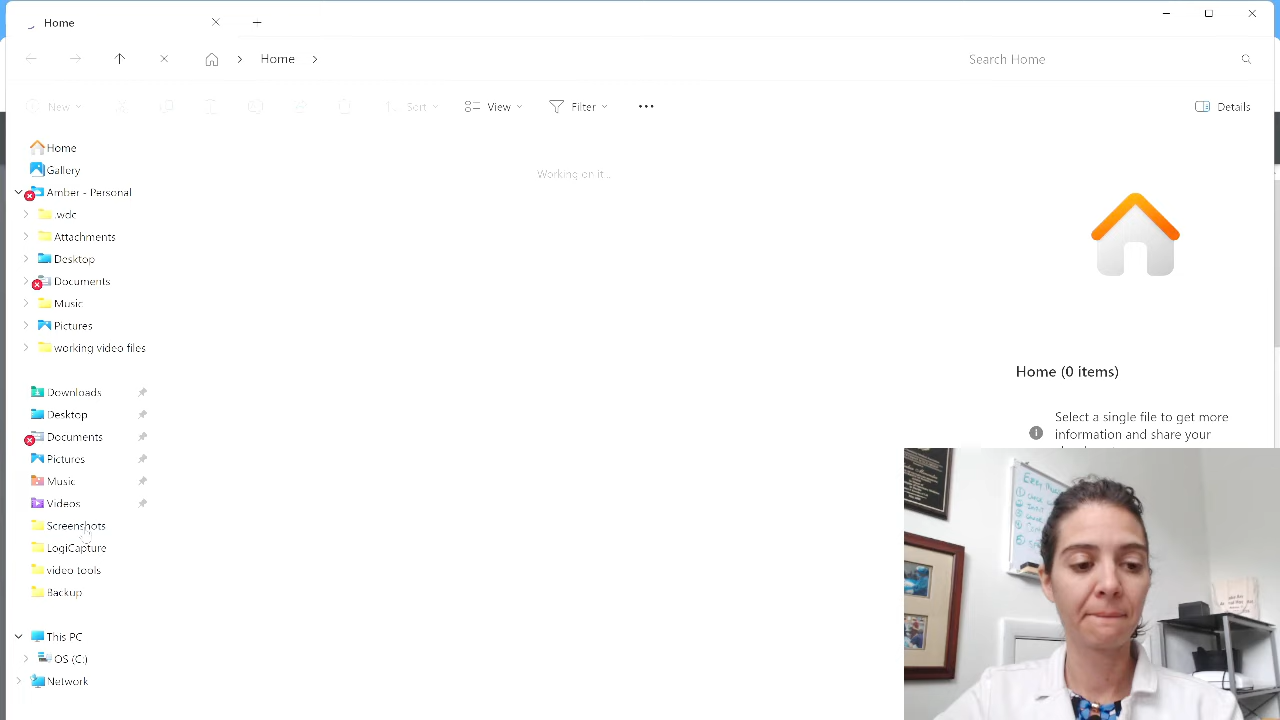 Home
Home
Search Home
New
Sort
View
Filter
Details
Home
Gallery
Amber - Personal
.wdc
Attachments
Desktop
Documents
Music
Pictures
working video files
Downloads
Desktop
Documents
Pictures
Music
Videos
Screenshots
LogiCapture
video tools
Backup
This PC
OS (C:)
Network
Working on it...
Home (0 items)
Select a single file to get more
information and share your